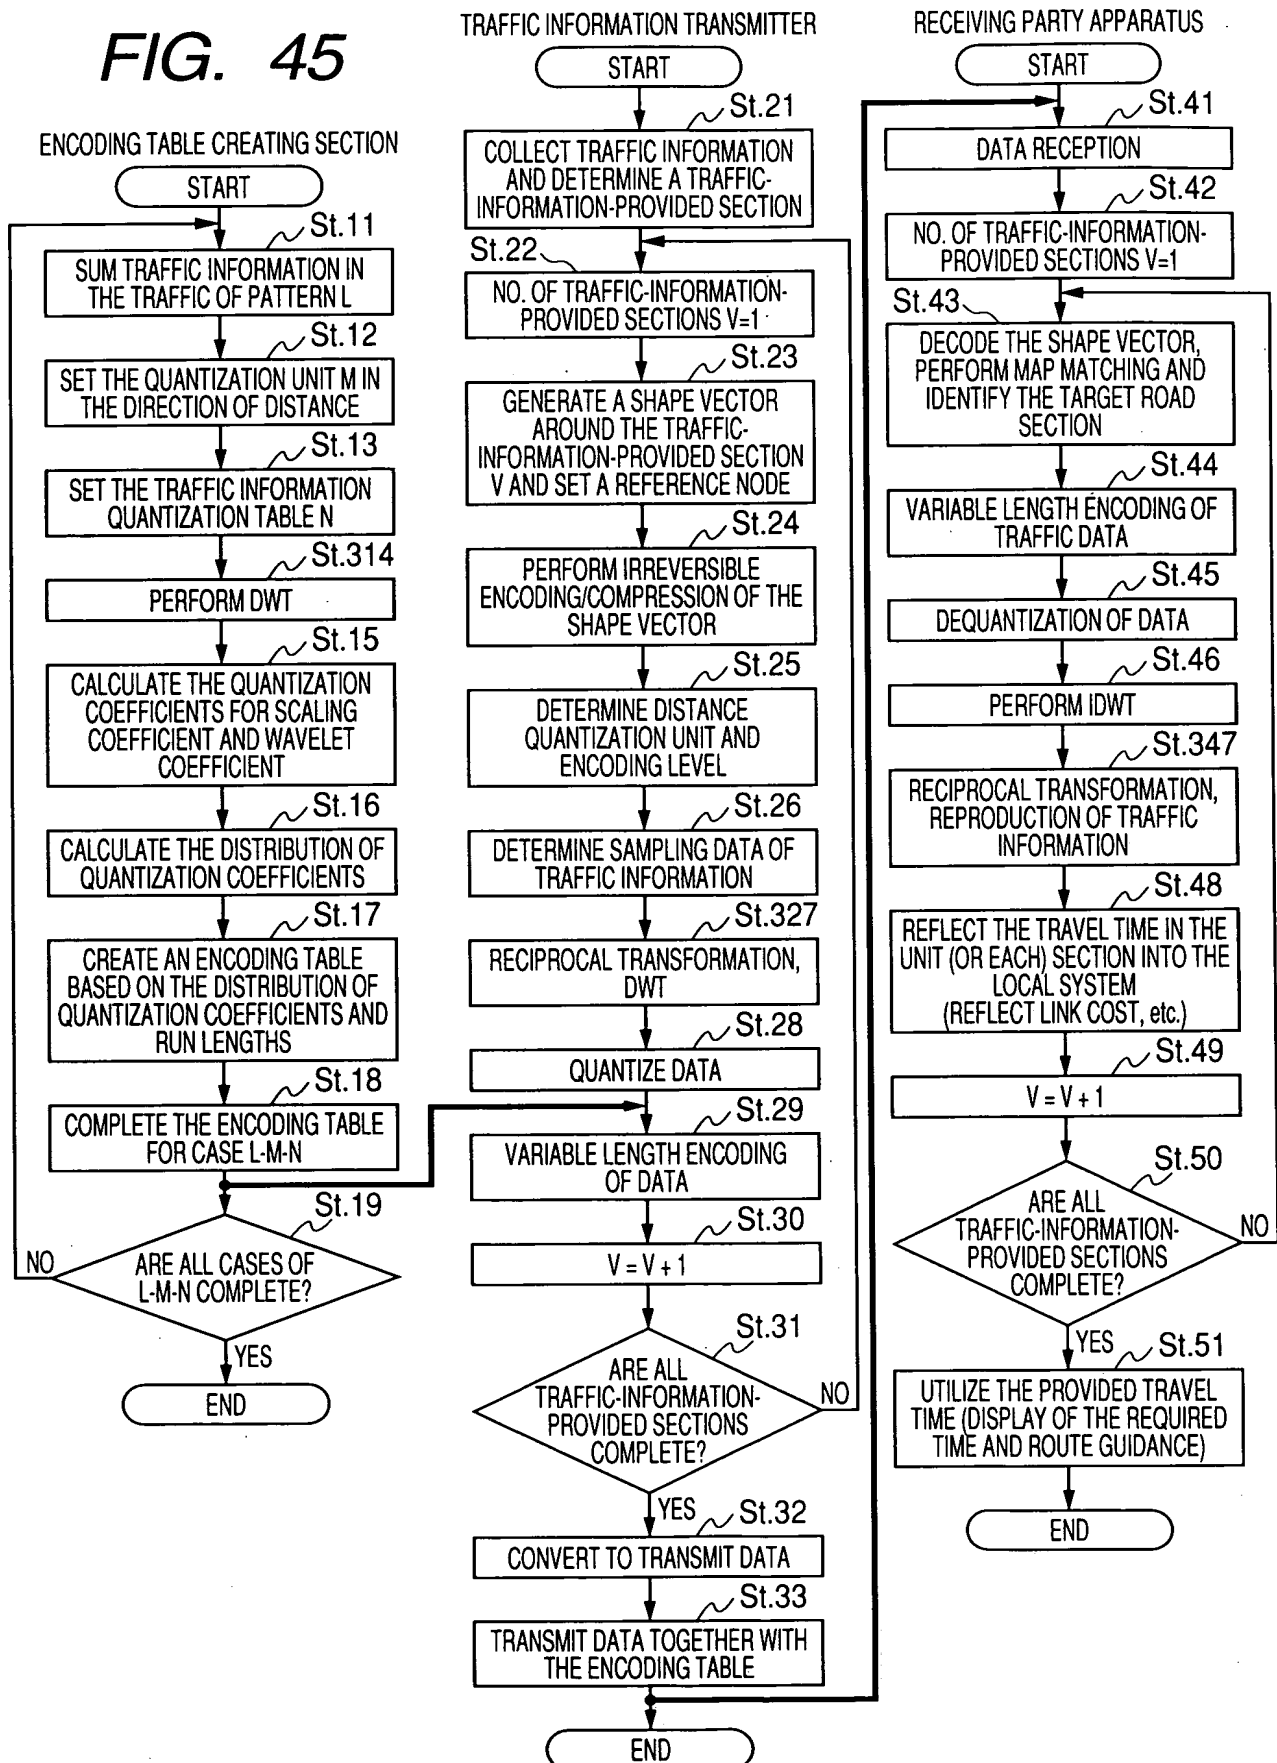 FIG. 45
ENCODING TABLE CREATING SECTION
START
St.11
SUM TRAFFIC INFORMATION IN
THE TRAFFIC OF PATTERN L
St.12
SET THE QUANTIZATION UNIT M IN
THE DIRECTION OF DISTANCE
St.13
SET THE TRAFFIC INFORMATION
QUANTIZATION TABLE N
St.314
PERFORM DWT
St.15
CALCULATE THE QUANTIZATION
COEFFICIENTS FOR SCALING
COEFFICIENT AND WAVELET
COEFFICIENT
St.16
CALCULATE THE DISTRIBUTION OF
QUANTIZATION COEFFICIENTS
St.17
CREATE AN ENCODING TABLE
BASED ON THE DISTRIBUTION OF
QUANTIZATION COEFFICIENTS AND
RUN LENGTHS
St.18
COMPLETE THE ENCODING TABLE
FOR CASE L-M-N
St.19
NO
ARE ALL CASES OF
L-M-N COMPLETE?
YES
END
TRAFFIC INFORMATION TRANSMITTER
START
St.21
COLLECT TRAFFIC INFORMATION
AND DETERMINE A TRAFFIC-
INFORMATION-PROVIDED SECTION
St.22
NO. OF TRAFFIC-INFORMATION-
PROVIDED SECTIONS V=1
St.23
GENERATE A SHAPE VECTOR
AROUND THE TRAFFIC-
INFORMATION-PROVIDED SECTION
V AND SET A REFERENCE NODE
St.24
PERFORM IRREVERSIBLE
ENCODING/COMPRESSION OF THE
SHAPE VECTOR
St.25
DETERMINE DISTANCE
QUANTIZATION UNIT AND
ENCODING LEVEL
St.26
DETERMINE SAMPLING DATA OF
TRAFFIC INFORMATION
St.327
RECIPROCAL TRANSFORMATION,
DWT
St.28
QUANTIZE DATA
St.29
VARIABLE LENGTH ENCODING
OF DATA
St.30
V = V + 1
St.31
ARE ALL
TRAFFIC-INFORMATION-
PROVIDED SECTIONS
COMPLETE?
NO
YES
St.32
CONVERT TO TRANSMIT DATA
St.33
TRANSMIT DATA TOGETHER WITH
THE ENCODING TABLE
END
RECEIVING PARTY APPARATUS
START
St.41
DATA RECEPTION
St.42
NO. OF TRAFFIC-INFORMATION-
PROVIDED SECTIONS V=1
St.43
DECODE THE SHAPE VECTOR,
PERFORM MAP MATCHING AND
IDENTIFY THE TARGET ROAD
SECTION
St.44
VARIABLE LENGTH ENCODING OF
TRAFFIC DATA
St.45
DEQUANTIZATION OF DATA
St.46
PERFORM IDWT
St.347
RECIPROCAL TRANSFORMATION,
REPRODUCTION OF TRAFFIC
INFORMATION
St.48
REFLECT THE TRAVEL TIME IN THE
UNIT (OR EACH) SECTION INTO THE
LOCAL SYSTEM
(REFLECT LINK COST, etc.)
St.49
V = V + 1
St.50
ARE ALL
TRAFFIC-INFORMATION-
PROVIDED SECTIONS
COMPLETE?
NO
YES
St.51
UTILIZE THE PROVIDED TRAVEL
TIME (DISPLAY OF THE REQUIRED
TIME AND ROUTE GUIDANCE)
END